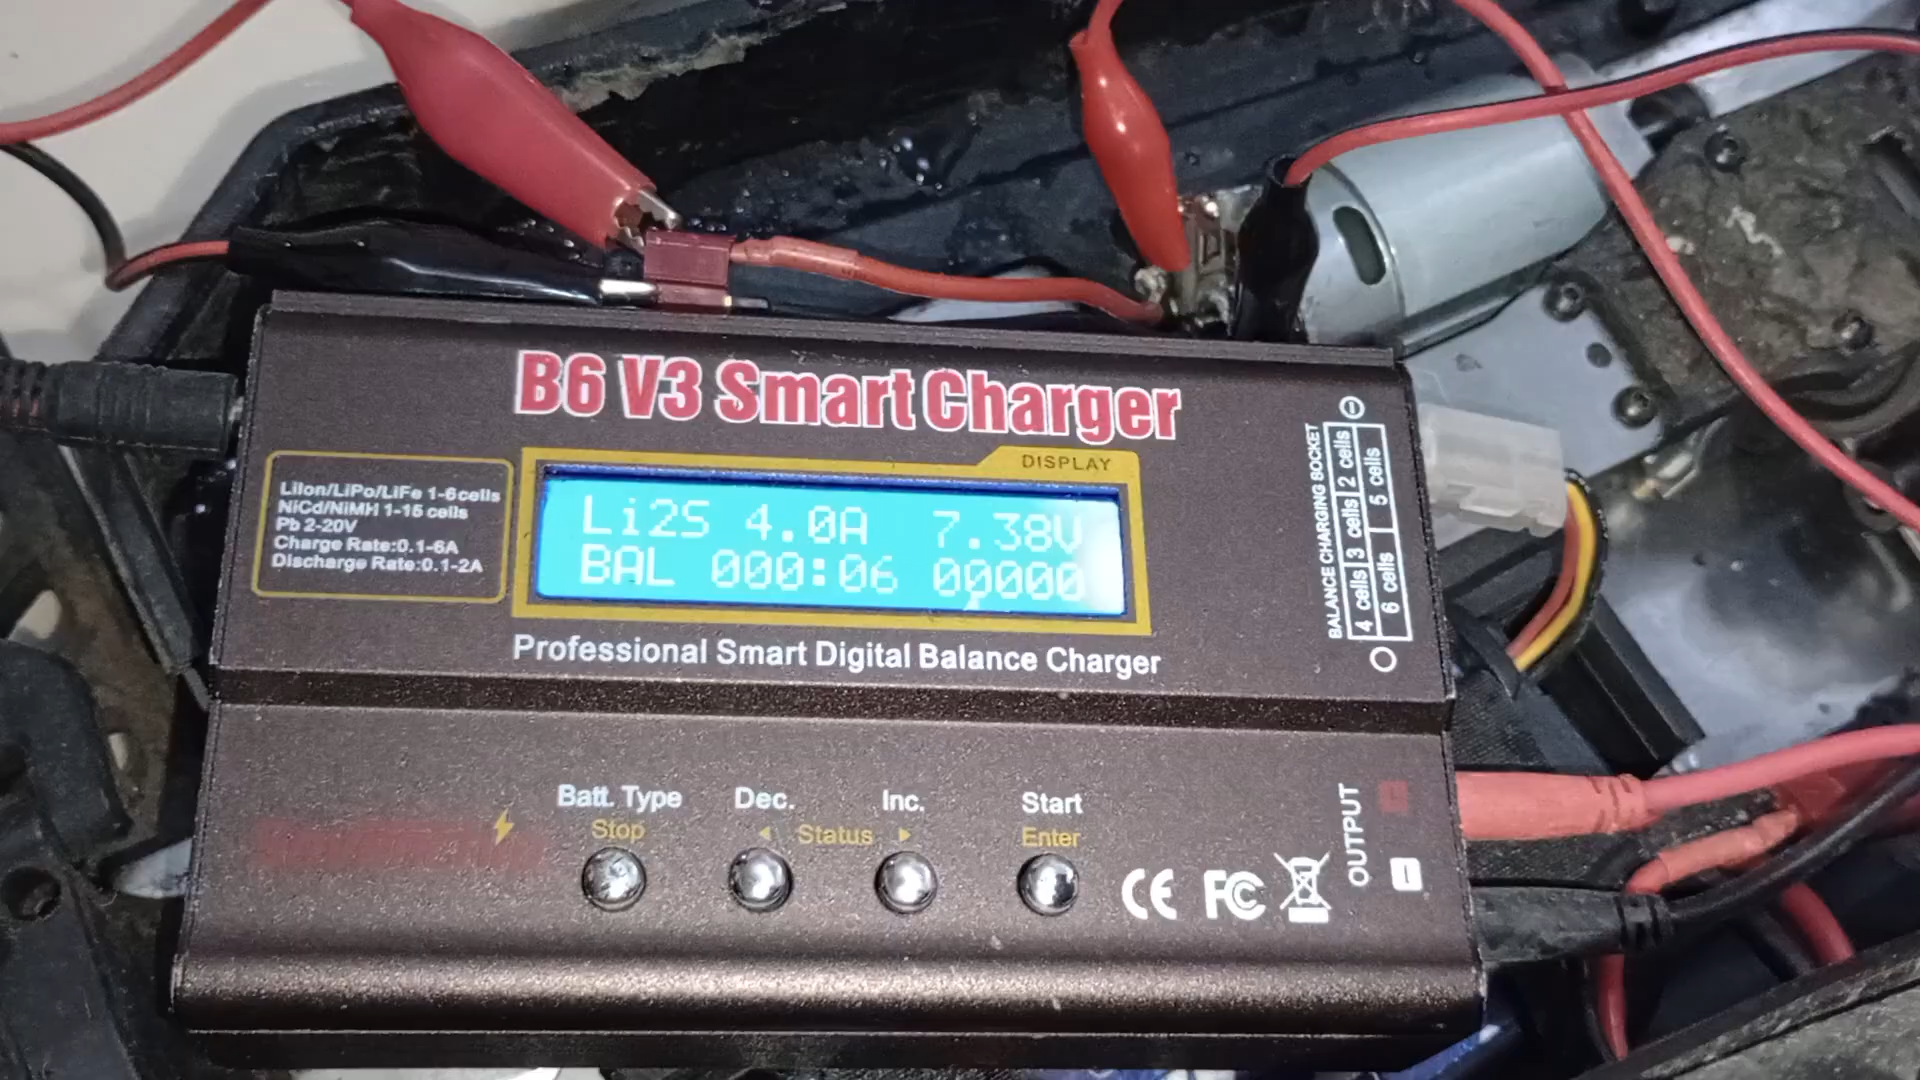 B6 V3 Smart Charger
DISPLAY
LiIon/LiPo/LiFe 1-6cells
NiCd/NiMH 1-15 cells
Pb 2-20V
Charge Rate:0.1-6A
Discharge Rate:0.1-2A
Li2S 4.0A 7.38V
BAL 000:06 00000
Professional Smart Digital Balance Charger
BALANCE CHARGING SOCKET
4 cells 3 cells 2 cells
6 cells 5 cells
Batt. Type
Stop
Dec.
Inc.
Status
Start
Enter
CE FC
OUTPUT